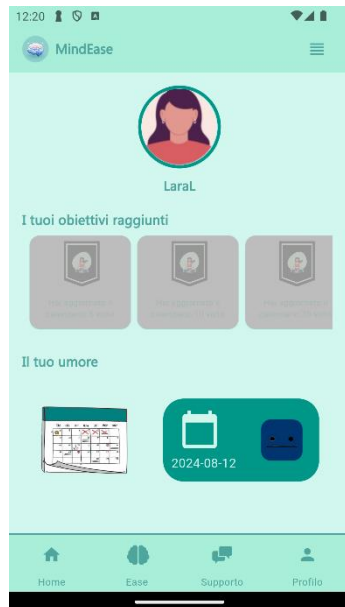 12:20
MindEase
LaraL
I tuoi obiettivi raggiunti
Il tuo umore
2024-08-12
Home Ease Supporto Profilo